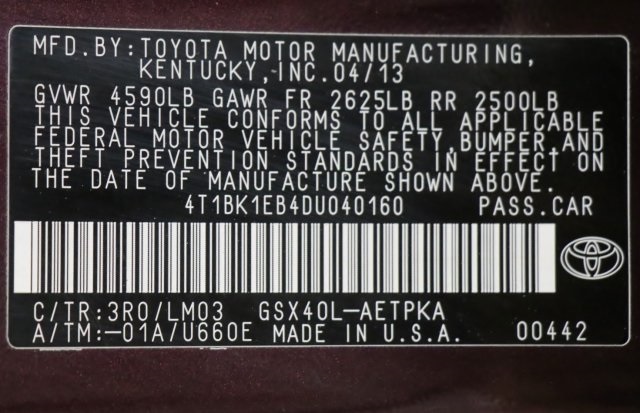 MFD. BY: TOYOTA MOTOR MANUFACTURING,
KENTUCKY, INC. 04/13
GVWR 4590LB GAWR FR 2625LB RR 2500LB
THIS VEHICLE CONFORMS TO ALL APPLICABLE
FEDERAL MOTOR VEHICLE SAFETY, BUMPER, AND
THEFT PREVENTION STANDARDS IN EFFECT ON
THE DATE OF MANUFACTURE SHOWN ABOVE.
4T1BK1EB4DU040160 PASS. CAR
C/TR: 3R0/LM03 GSX40L-AETPKA
A/TM: -01A/U660E MADE IN U.S.A. 00442